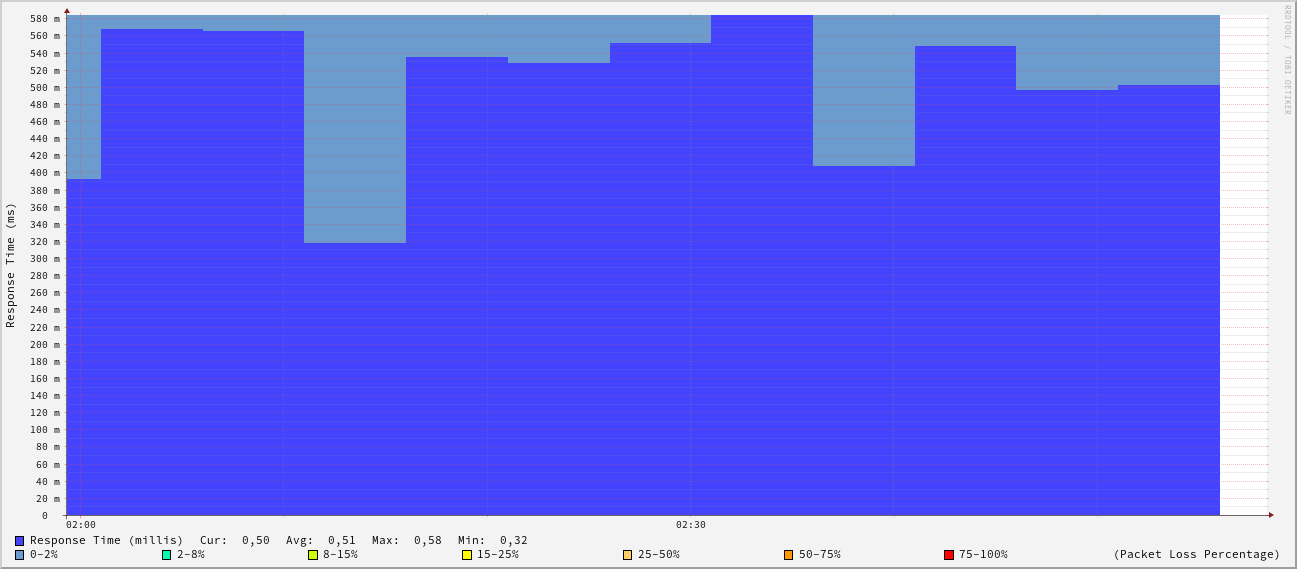 RRDTOOL / TOBI OETIKER
Response Time (ms)
580 m
560 m
540 m
520 m
500 m
480 m
460 m
440 m
420 m
400 m
380 m
360 m
340 m
320 m
300 m
280 m
260 m
240 m
220 m
200 m
180 m
160 m
140 m
120 m
100 m
80 m
60 m
40 m
20 m
0
02:00 02:30
Response Time (millis) Cur: 0,50 Avg: 0,51 Max: 0,58 Min: 0,32
0-2% 2-8% 8-15% 15-25% 25-50% 50-75% 75-100% (Packet Loss Percentage)